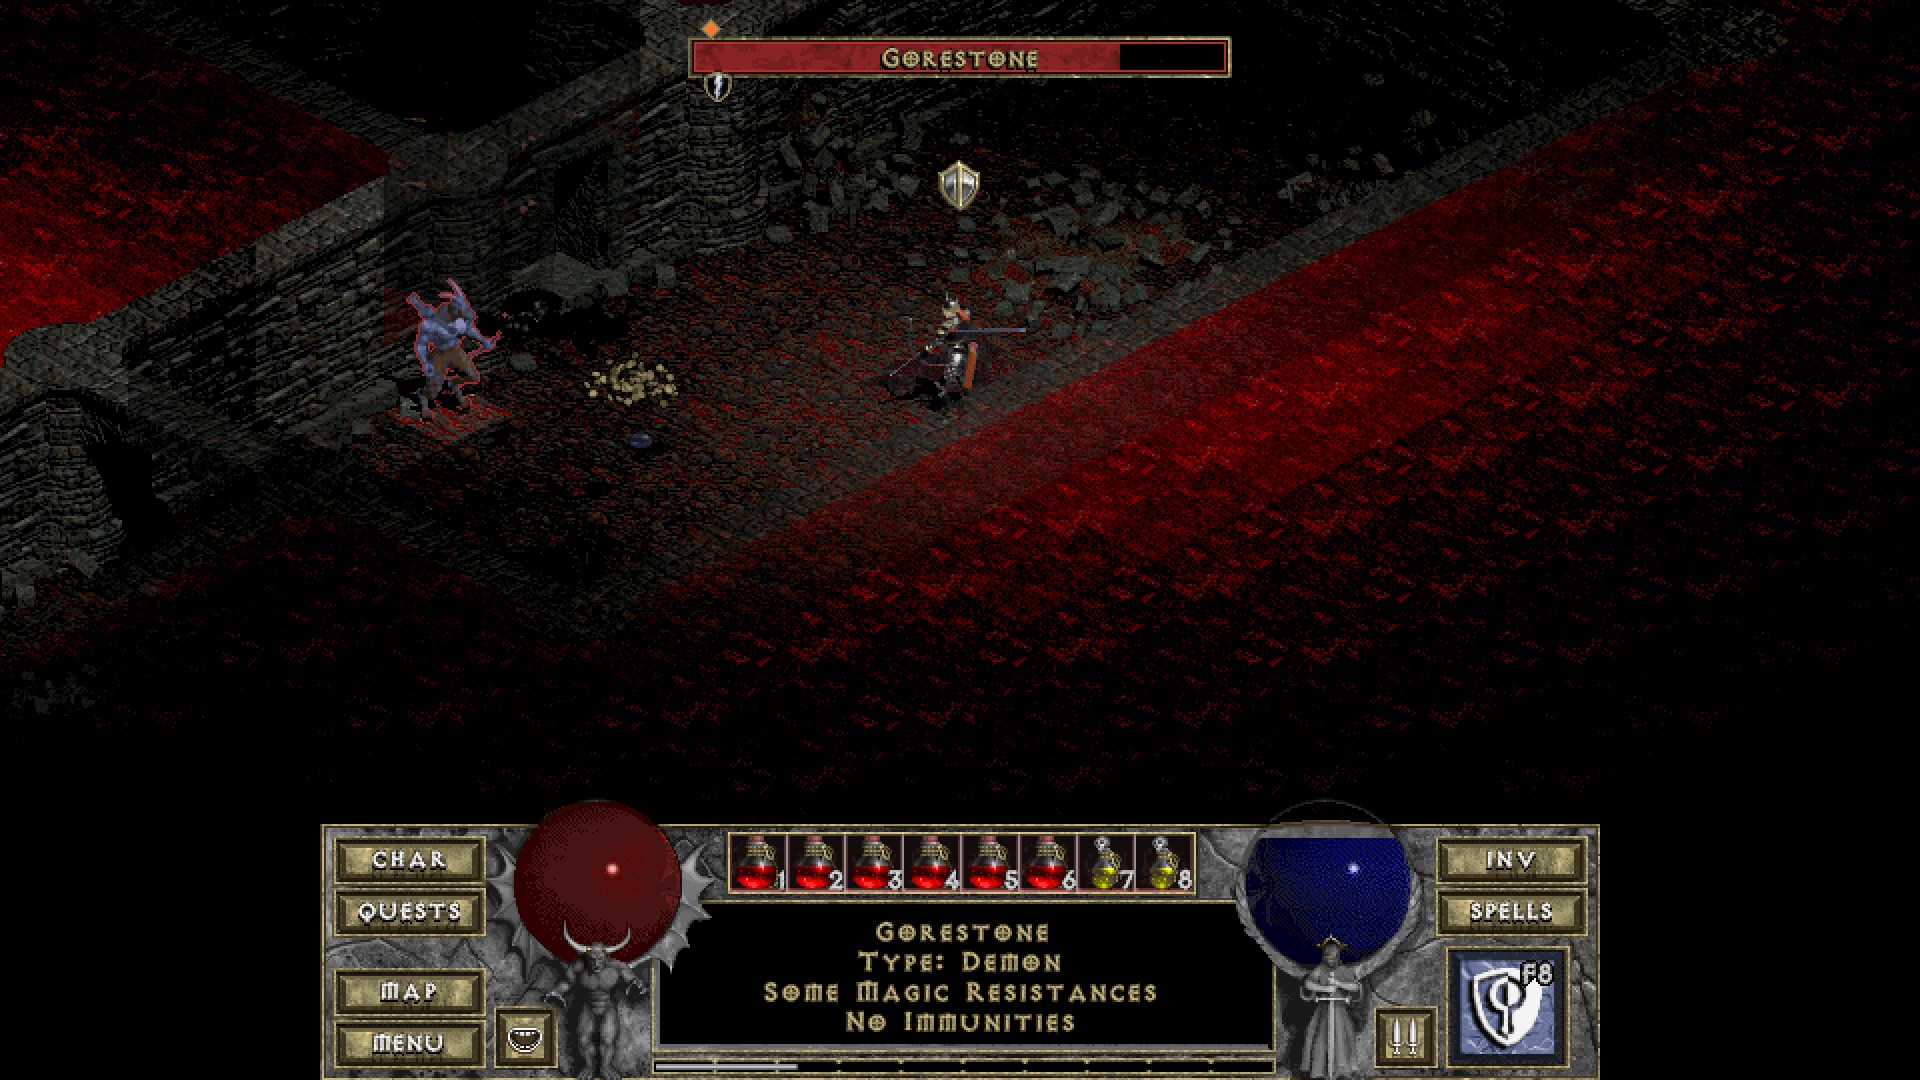 GORESTONE
CHAR
QUESTS
MAP
MENU
1 2 3 4 5 6 7 8
GORESTONE
TYPE: DEMON
SOME MAGIC RESISTANCES
NO IMMUNITIES
INV
SPELLS
F8